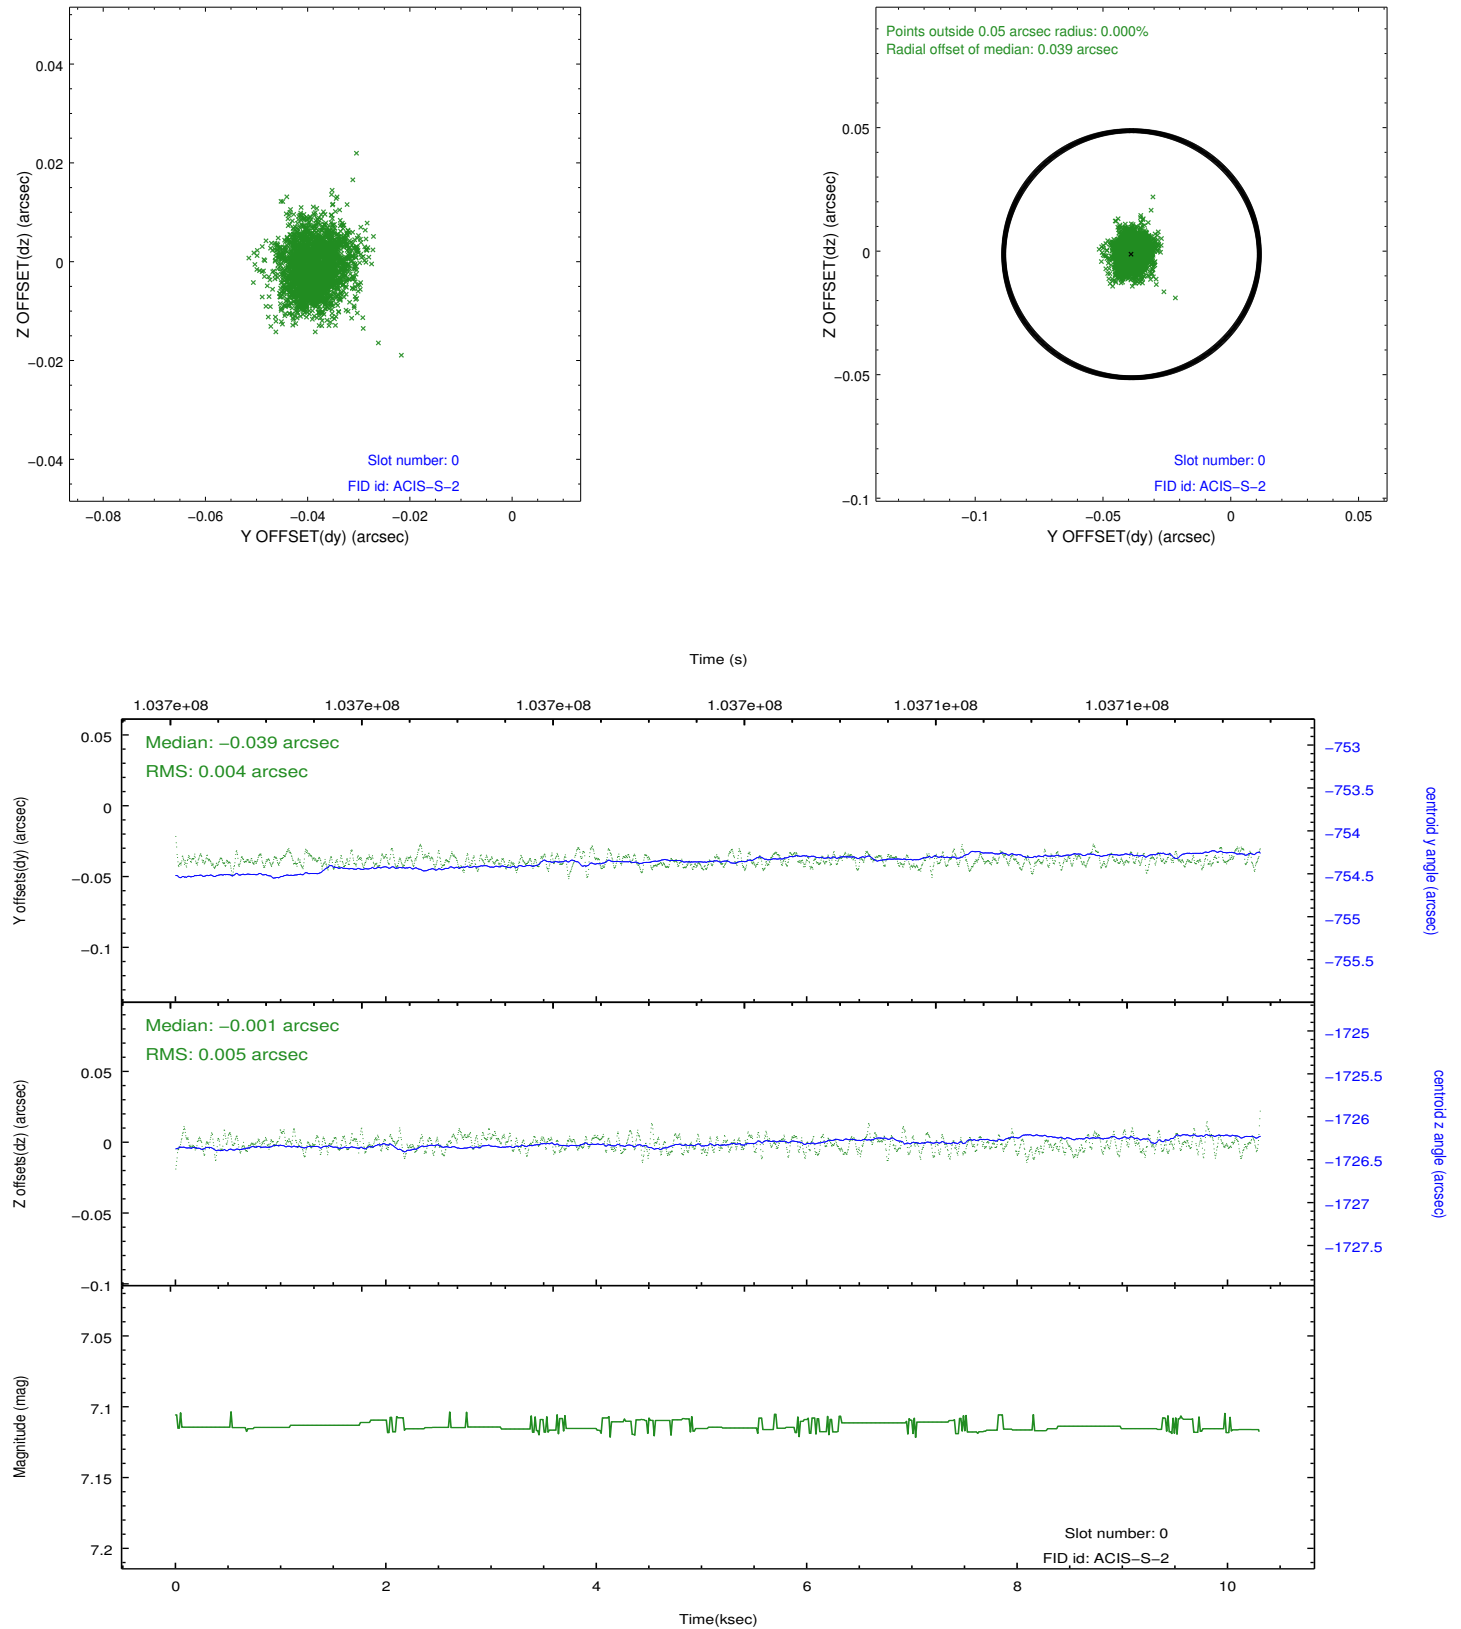 0.04
0.02
0
−0.02
−0.04
Z OFFSET(dz) (arcsec)
Slot number: 0
FID id: ACIS−S−2
−0.08
−0.06
−0.04
−0.02
0
Y OFFSET(dy) (arcsec)
Points outside 0.05 arcsec radius: 0.000%
Radial offset of median: 0.039 arcsec
0.05
0
−0.05
−0.1
Z OFFSET(dz) (arcsec)
Slot number: 0
FID id: ACIS−S−2
−0.1
−0.05
0
0.05
Y OFFSET(dy) (arcsec)
Time (s)
1.037e+08
1.037e+08
1.037e+08
1.037e+08
1.0371e+08
1.0371e+08
Median: −0.039 arcsec
RMS: 0.004 arcsec
0.05
0
−0.05
−0.1
Y offsets(dy) (arcsec)
−753
−753.5
−754
−754.5
−755
−755.5
centroid y angle (arcsec)
Median: −0.001 arcsec
RMS: 0.005 arcsec
0.05
0
−0.05
−0.1
Z offsets(dz) (arcsec)
−1725
−1725.5
−1726
−1726.5
−1727
−1727.5
centroid z angle (arcsec)
7.05
7.1
7.15
7.2
Magnitude (mag)
Slot number: 0
FID id: ACIS−S−2
0
2
4
6
8
10
Time(ksec)